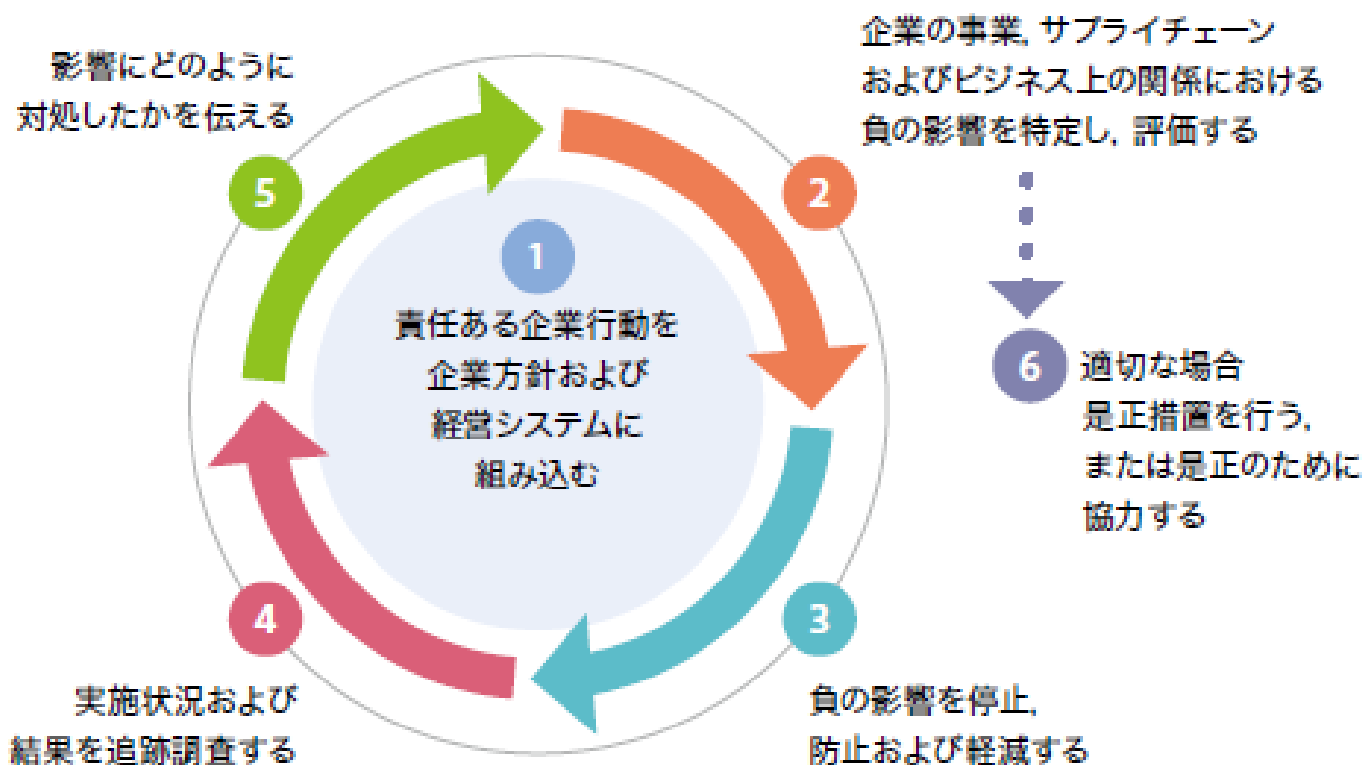 1
責任ある企業行動を
企業方針および
経営システムに
組み込む
2
企業の事業, サプライチェーン
およびビジネス上の関係における
負の影響を特定し, 評価する
3
負の影響を停止,
防止および軽減する
4
実施状況および
結果を追跡調査する
5
影響にどのように
対処したかを伝える
6
適切な場合
是正措置を行う,
または是正のために
協力する